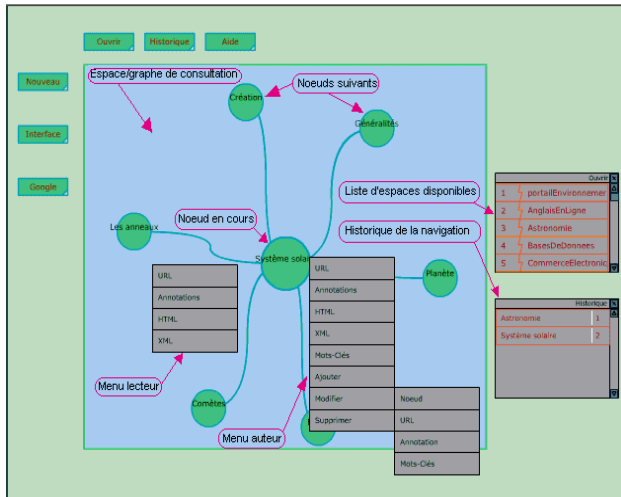 Ouvrir
Historique
Aide
Nouveau
Interface
Google
Espace/graphe de consultation
Noeuds suivants
Création
Généralités
Liste d'espaces disponibles
Historique de la navigation
Les anneaux
Noeud en cours
Système solai
Planète
Comètes
URL
Annotations
HTML
XML
Menu lecteur
URL
Annotations
HTML
XML
Mots-Clés
Ajouter
Modifier
Supprimer
Menu auteur
Noeud
URL
Annotation
Mots-Clés
Ouvrir
1 portailEnvironnemer
2 AnglaisEnLigne
3 Astronomie
4 BasesDeDonnees
5 CommerceElectronic
Historique
Astronomie 1
Système solaire 2